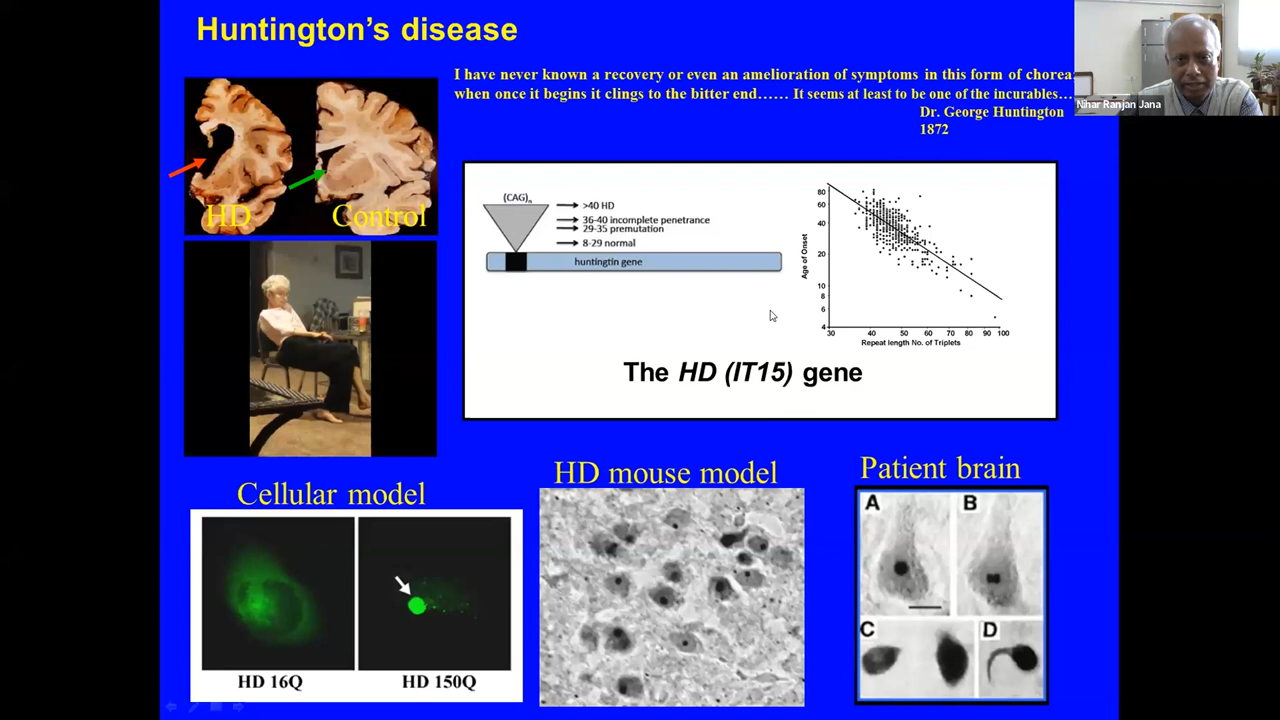 Huntington's disease
I have never known a recovery or even an amelioration of symptoms in this form of chorea
when once it begins it clings to the bitter end…… It seems at least to be one of the incurables…
Dr. George Huntington
1872
Nihar Ranjan Jana
HD
Control
(CAG)n
>40 HD
36-40 incomplete penetrance
29-35 premutation
8-29 normal
huntingtin gene
Age of Onset
80
60
40
20
10
8
6
4
30 40 50 60 70 80 90 100
Repeat length No. of Triplets
The HD (IT15) gene
Cellular model
HD 16Q
HD 150Q
HD mouse model
Patient brain
A
B
C
D